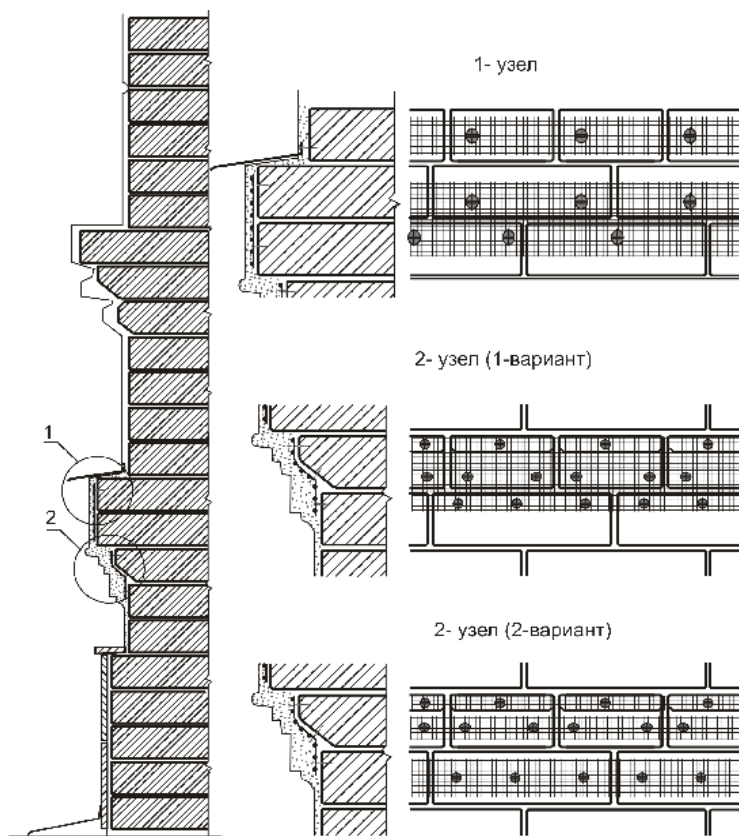 1- узел
2- узел (1-вариант)
1
2
2- узел (2-вариант)